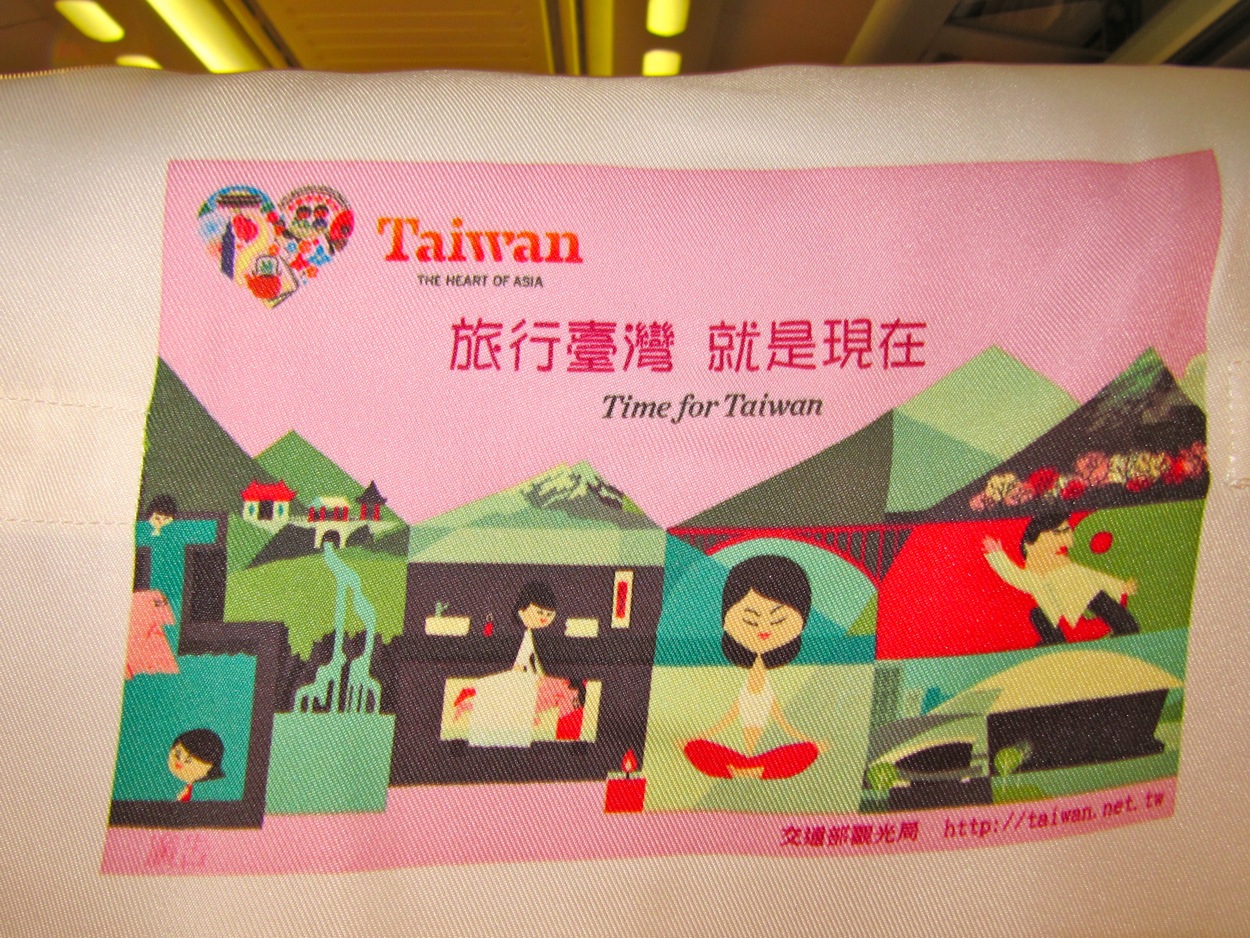 Taiwan
THE HEART OF ASIA
旅行臺灣 就是現在
Time for Taiwan
交通部觀光局 http://taiwan.net.tw